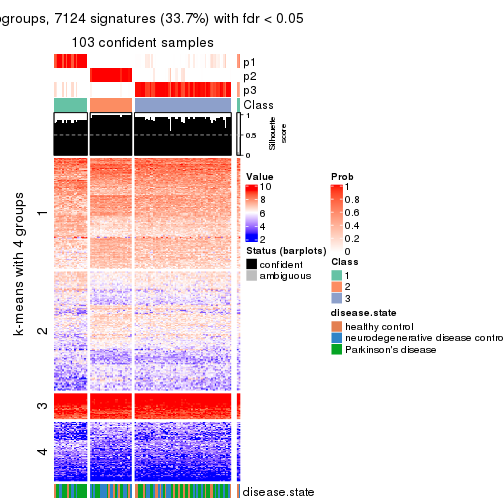 ogroups, 7124 signatures (33.7%) with fdr < 0.05
103 confident samples
p1
p2
p3
Class
1
0.5
0
Silhouette
score
k-means with 4 groups
1
2
3
4
disease.state
Value
10
8
6
4
2
Status (barplots)
confident
ambiguous
Prob
1
0.8
0.6
0.4
0.2
0
Class
1
2
3
disease.state
healthy control
neurodegenerative disease contro
Parkinson's disease